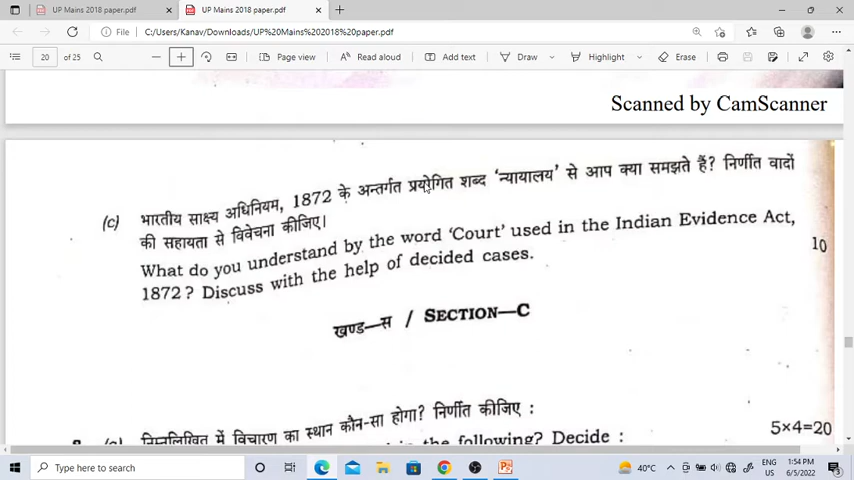 UP Mains 2018 paper.pdf
UP Mains 2018 paper.pdf
File
C:/Users/Kanav/Downloads/UP%20Mains%202018%20paper.pdf
20
of 25
Page view
Read aloud
Add text
Draw
Highlight
Erase
Scanned by CamScanner
(c) भारतीय साक्ष्य अधिनियम, 1872 के अन्तर्गत प्रयोगित शब्द ‘न्यायालय’ से आप क्या समझते हैं? निर्णीत वादों
की सहायता से विवेचना कीजिए।
What do you understand by the word ‘Court’ used in the Indian Evidence Act,
1872? Discuss with the help of decided cases.
10
खण्ड—स / SECTION—C
निम्नलिखित में विचारण का स्थान कौन-सा होगा? निर्णीत कीजिए :
in the following? Decide :
5×4=20
Type here to search
40°C
ENG
US
1:54 PM
6/5/2022
3